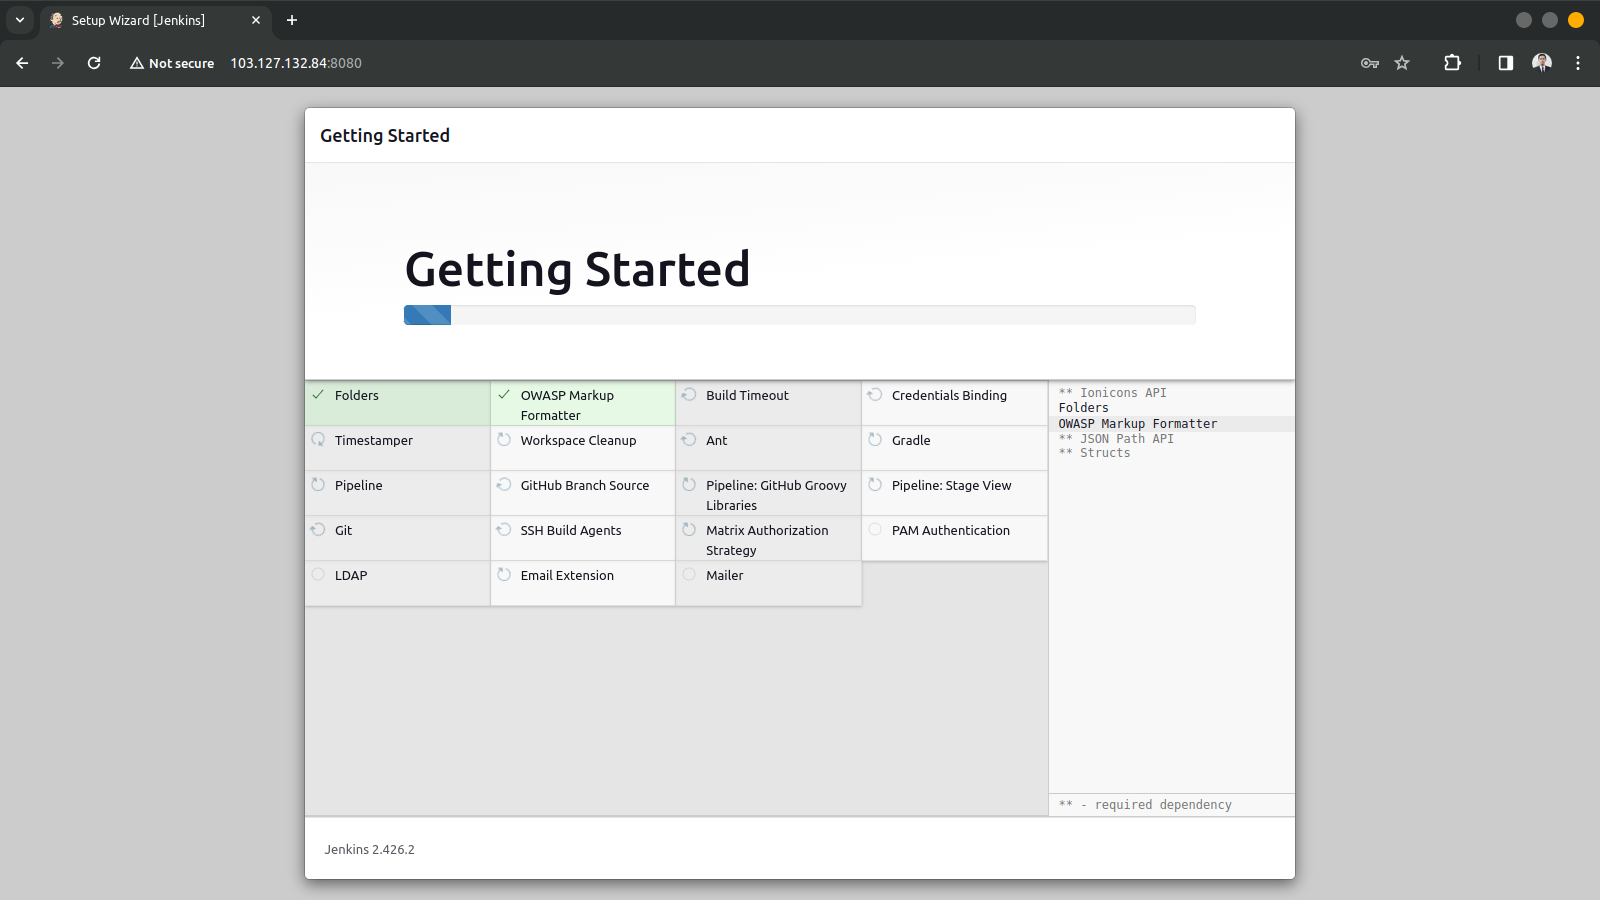 Setup Wizard [Jenkins]
Not secure
103.127.132.84:8080
Getting Started
Getting Started
Folders
OWASP Markup
Formatter
Build Timeout
Credentials Binding
Timestamper
Workspace Cleanup
Ant
Gradle
Pipeline
GitHub Branch Source
Pipeline: GitHub Groovy
Libraries
Pipeline: Stage View
Git
SSH Build Agents
Matrix Authorization
Strategy
PAM Authentication
LDAP
Email Extension
Mailer
** Ionicons API
Folders
OWASP Markup Formatter
** JSON Path API
** Structs
** - required dependency
Jenkins 2.426.2